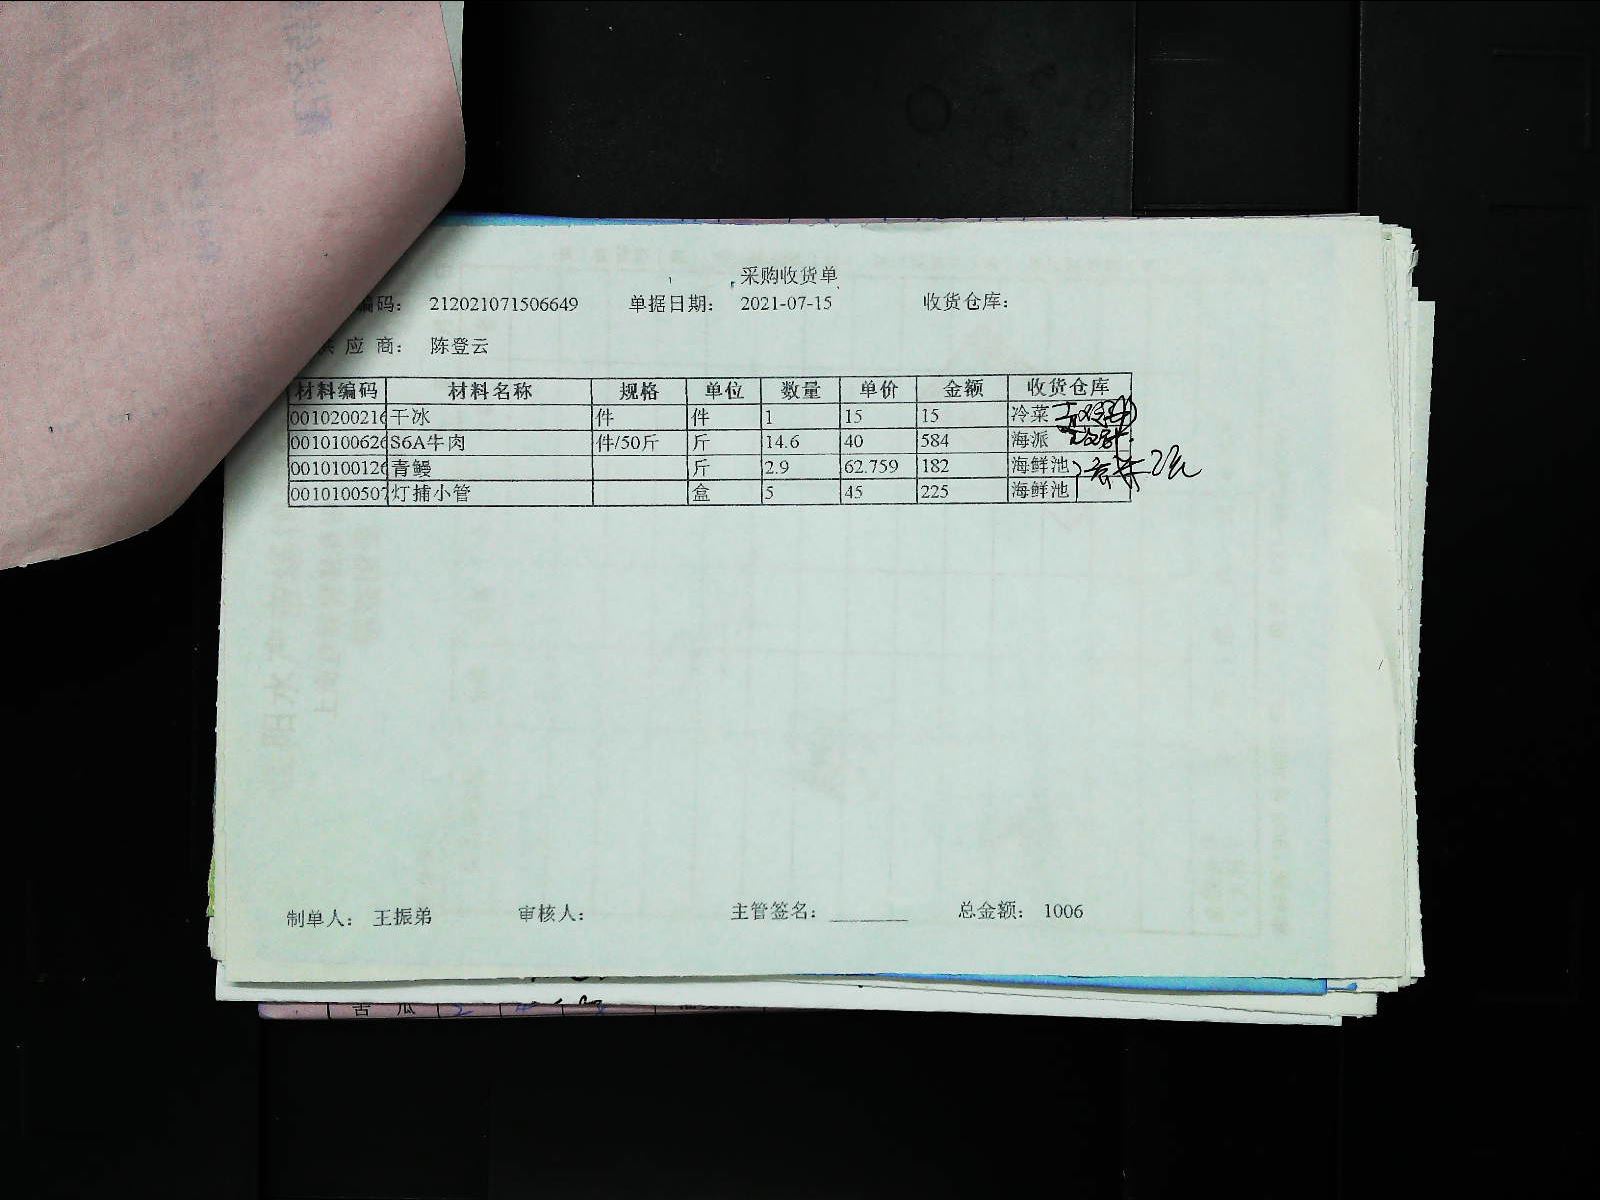 采购收货单
编码： 212021071506649 单据日期： 2021-07-15 收货仓库：
应 商： 陈登云
材料编码 材料名称 规格 单位 数量 单价 金额 收货仓库
0010200216 干冰 件 件 1 15 15 冷菜
0010100626 S6A牛肉 件/50斤 斤 14.6 40 584 海派
0010100126 青鳗 斤 2.9 62.759 182 海鲜池
0010100507 灯捕小管 盒 5 45 225 海鲜池
制单人： 王振弟 审核人： 主管签名： 总金额： 1006
苦 瓜 2